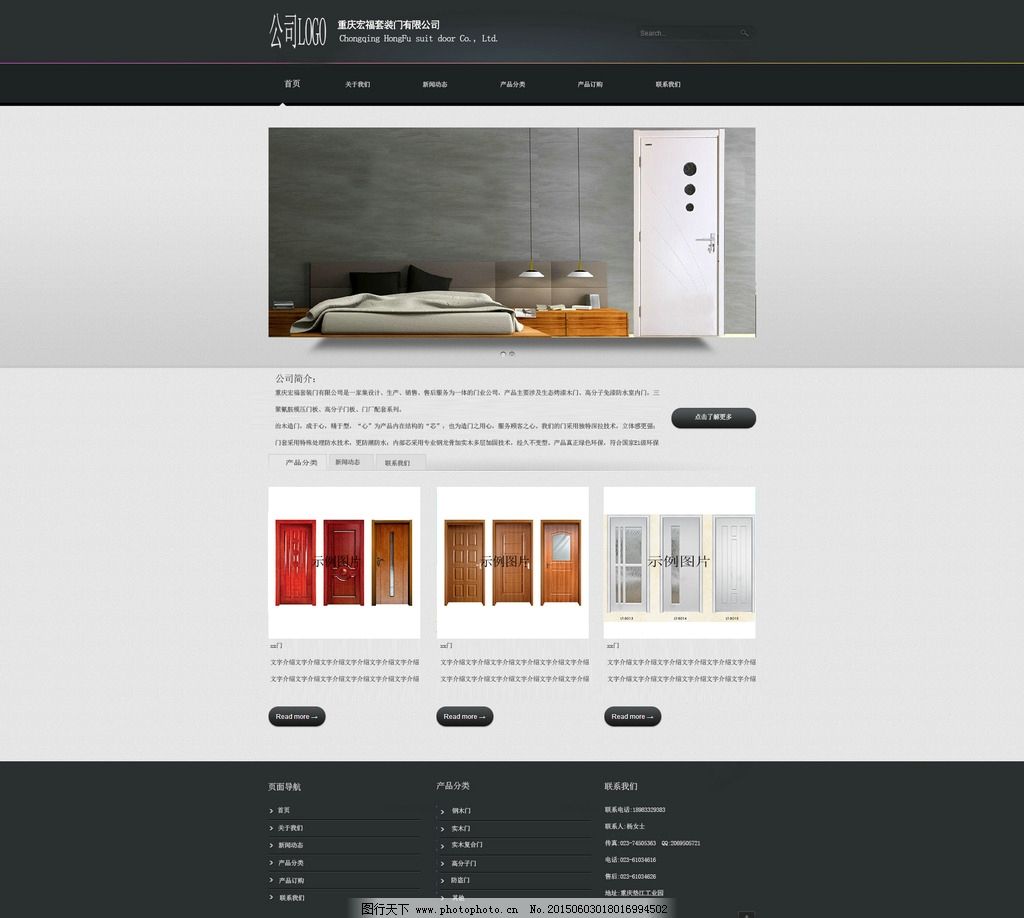 公司LOGO
重庆宏福套装门有限公司
Chongqing HongFu suit door Co., Ltd.
Search...
首页 关于我们 新闻动态 产品分类 产品订购 联系我们
公司简介：
重庆宏福套装门有限公司是一家集设计、生产、销售、售后服务为一体的门业公司，产品主要涉及生态烤漆木门、高分子免漆防水室内门，三
聚氰胺模压门板、高分子门板、门厂配套系列。
治木造门，成于心，精于型，“心”为产品内在结构的“芯”，也为造门之用心，服务顾客之心，我们的门采用独特深拉技术，立体感更强；
门套采用特殊处理防水技术，更防潮防水；内部芯采用专业钢龙骨加实木多层加固技术，经久不变型。产品真正绿色环保，符合国家E1级环保
点击了解更多
产品分类 新闻动态 联系我们
示例图片 示例图片 示例图片
xx门 xx门 xx门
文字介绍文字介绍文字介绍文字介绍文字介绍文字介绍 文字介绍文字介绍文字介绍文字介绍文字介绍文字介绍 文字介绍文字介绍文字介绍文字介绍文字介绍文字介绍
文字介绍文字介绍文字介绍文字介绍文字介绍文字介绍 文字介绍文字介绍文字介绍文字介绍文字介绍文字介绍 文字介绍文字介绍文字介绍文字介绍文字介绍文字介绍
Read more → Read more → Read more →
页面导航
首页
关于我们
新闻动态
产品分类
产品订购
联系我们
产品分类
钢木门
实木门
实木复合门
高分子门
防盗门
其他
联系我们
联系电话:18983329383
联系人:杨女士
传真:023-74505363 QQ:2069505721
电话:023-61034616
售后:023-61034626
地址:重庆垫江工业园
图行天下 www.photophoto.cn No.20150603018016994502